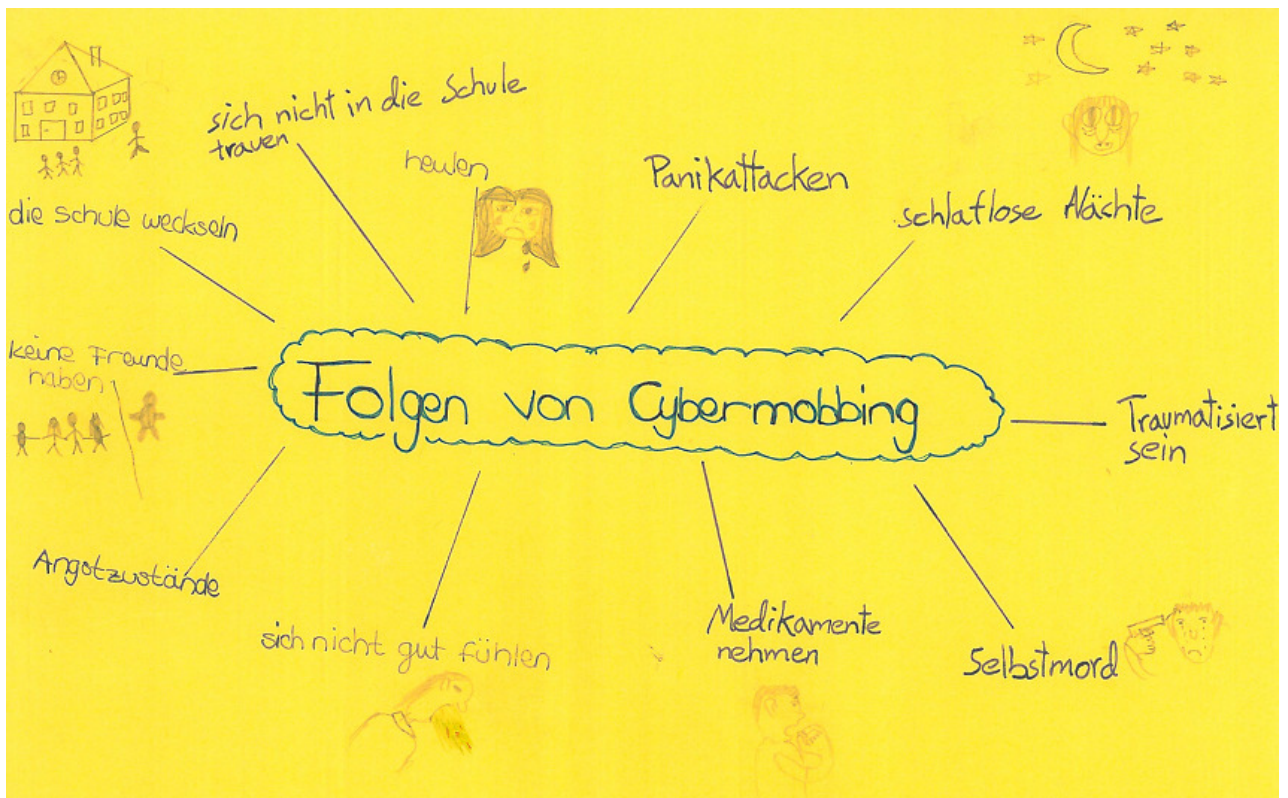 sich nicht in die Schule
trauen
heulen
Panikattacken
schlaflose Nächte
die Schule weckseln
keine Freunde
haben
Folgen von Cybermobbing
Traumatisiert
sein
Angstzustände
sich nicht gut fühlen
Medikamente
nehmen
Selbstmord